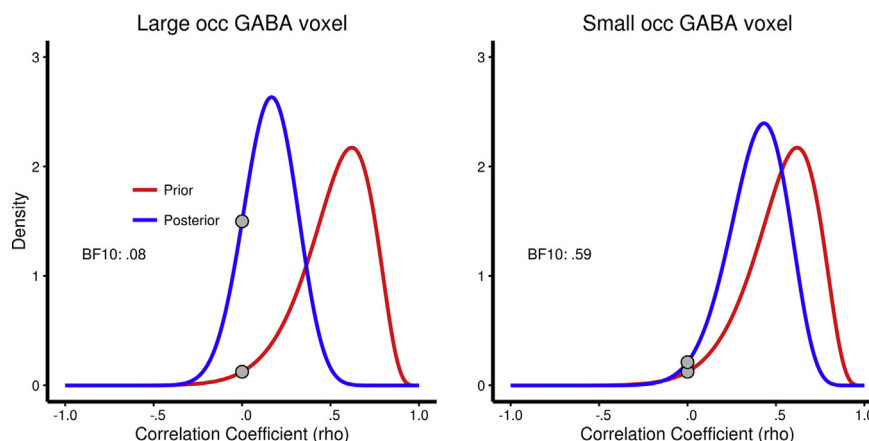 Large occ GABA voxel
3
2
1
0
Density
Prior
Posterior
BF10: .08
-1.0 -.5 .0 .5 1.0
Correlation Coefficient (rho)
Small occ GABA voxel
3
2
1
0
BF10: .59
-1.0 -.5 .0 .5 1.0
Correlation Coefficient (rho)